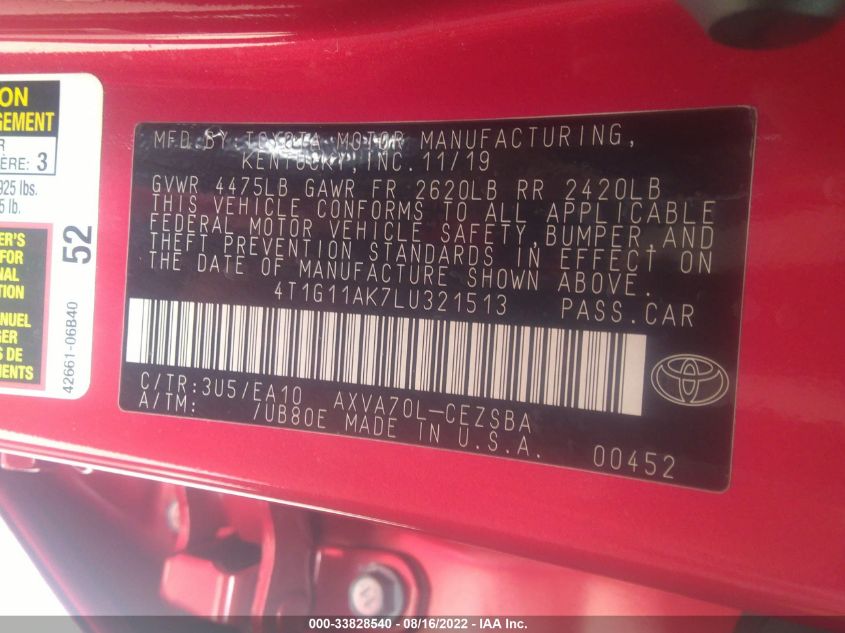 ON
GEMENT
R
ÈRE: 3
925 lbs.
5 lb.
ER'S
FOR
NAL
TION
NUEL
GER
S DE
MENT
52
42661-06B40
MFD.BY TOYOTA MOTOR MANUFACTURING,
KENTUCKY,INC.11/19
GVWR 4475LB GAWR FR 2620LB RR 2420LB
THIS VEHICLE CONFORMS TO ALL APPLICABLE
FEDERAL MOTOR VEHICLE SAFETY,BUMPER,AND
THEFT PREVENTION STANDARDS IN EFFECT ON
THE DATE OF MANUFACTURE SHOWN ABOVE.
4T1G11AK7LU321513 PASS.CAR
C/TR:3U5/EA10 AXVA70L-CEZSBA
A/TM: /UB80E MADE IN U.S.A.
00452
000-33828540 - 08/16/2022 - IAA Inc.